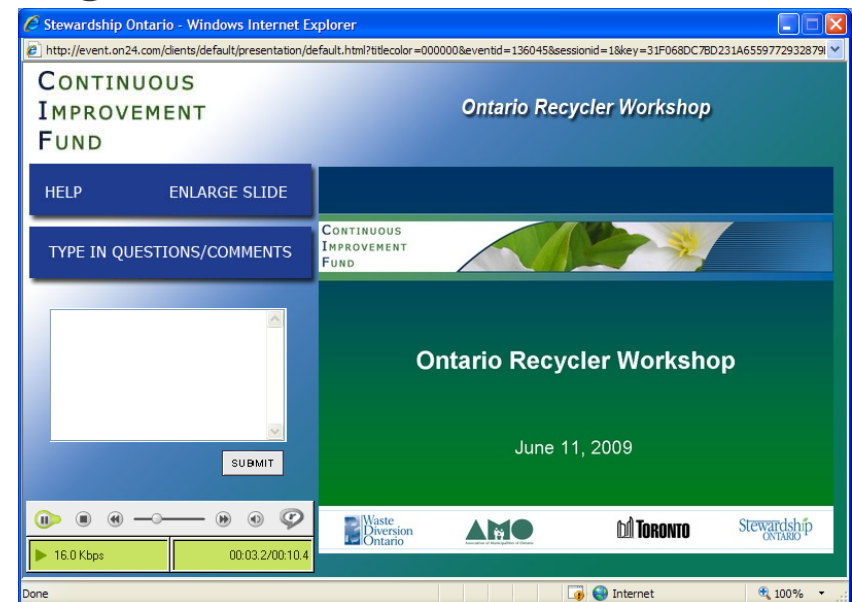 Stewardship Ontario - Windows Internet Explorer
http://event.on24.com/clients/default/presentation/default.html?titlecolor=000000&eventid=136045&sessionid=1&key=31F068DC7BD231A6559772932879
CONTINUOUS
IMPROVEMENT
FUND
Ontario Recycler Workshop
HELP
ENLARGE SLIDE
TYPE IN QUESTIONS/COMMENTS
SUBMIT
16.0 Kbps
00:03.2/00:10.4
CONTINUOUS
IMPROVEMENT
FUND
Ontario Recycler Workshop
June 11, 2009
Waste
Diversion
Ontario
AMO
TORONTO
Stewardship
ONTARIO
Done
Internet
100%